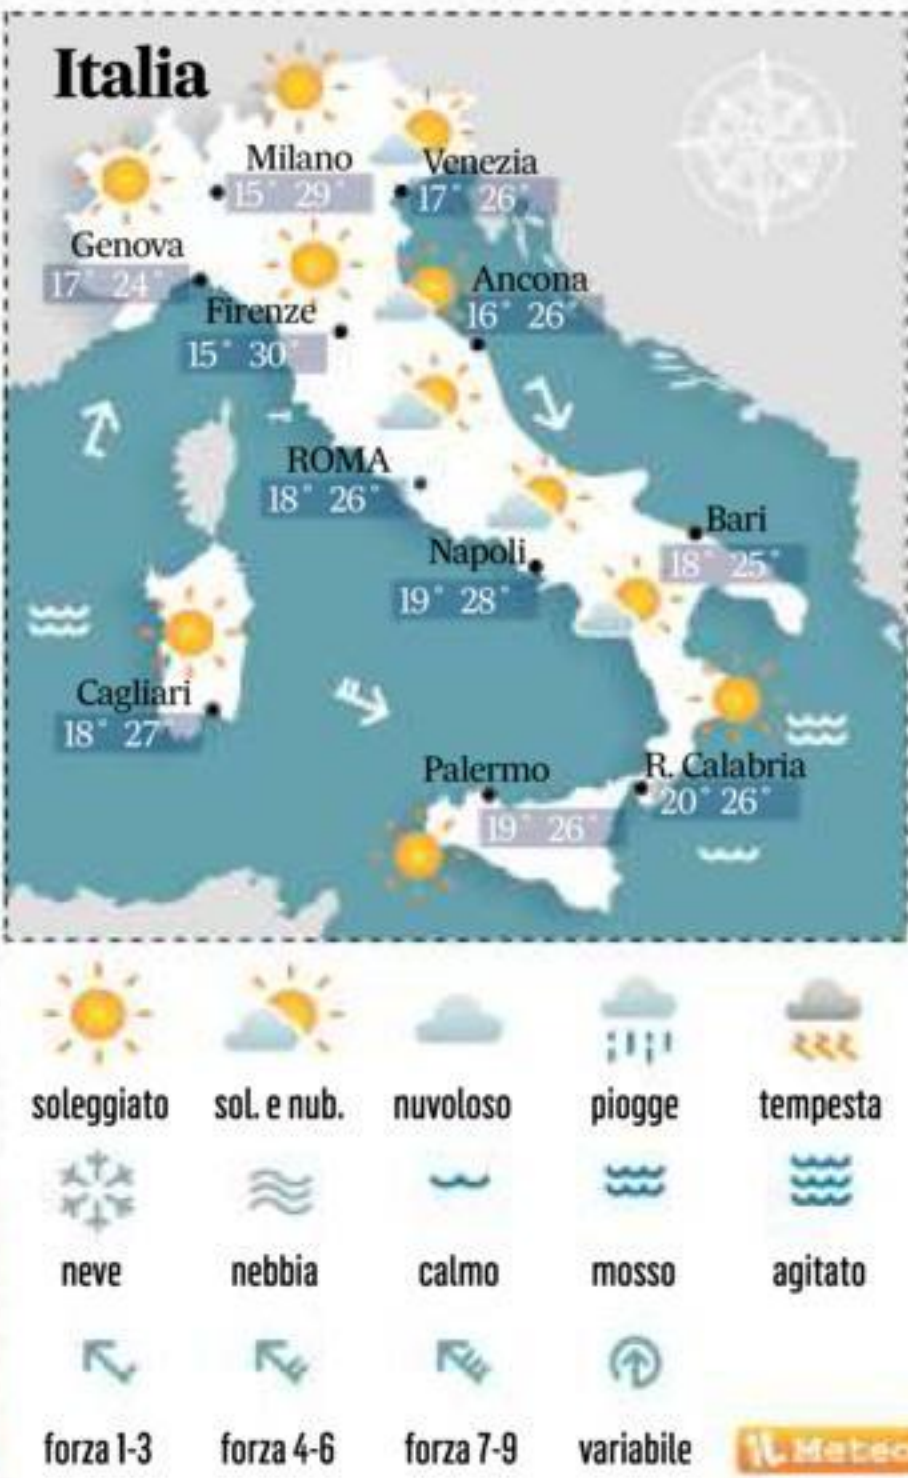 Italia
Milano
15° 29°
Venezia
17° 26°
Genova
17° 24°
Firenze
15° 30°
Ancona
16° 26°
ROMA
18° 26°
Bari
18° 25°
Napoli
19° 28°
Cagliari
18° 27°
Palermo
19° 26°
R. Calabria
20° 26°
soleggiato sol. e nub. nuvoloso piogge tempesta
neve nebbia calmo mosso agitato
forza 1-3 forza 4-6 forza 7-9 variabile
iL Meteo